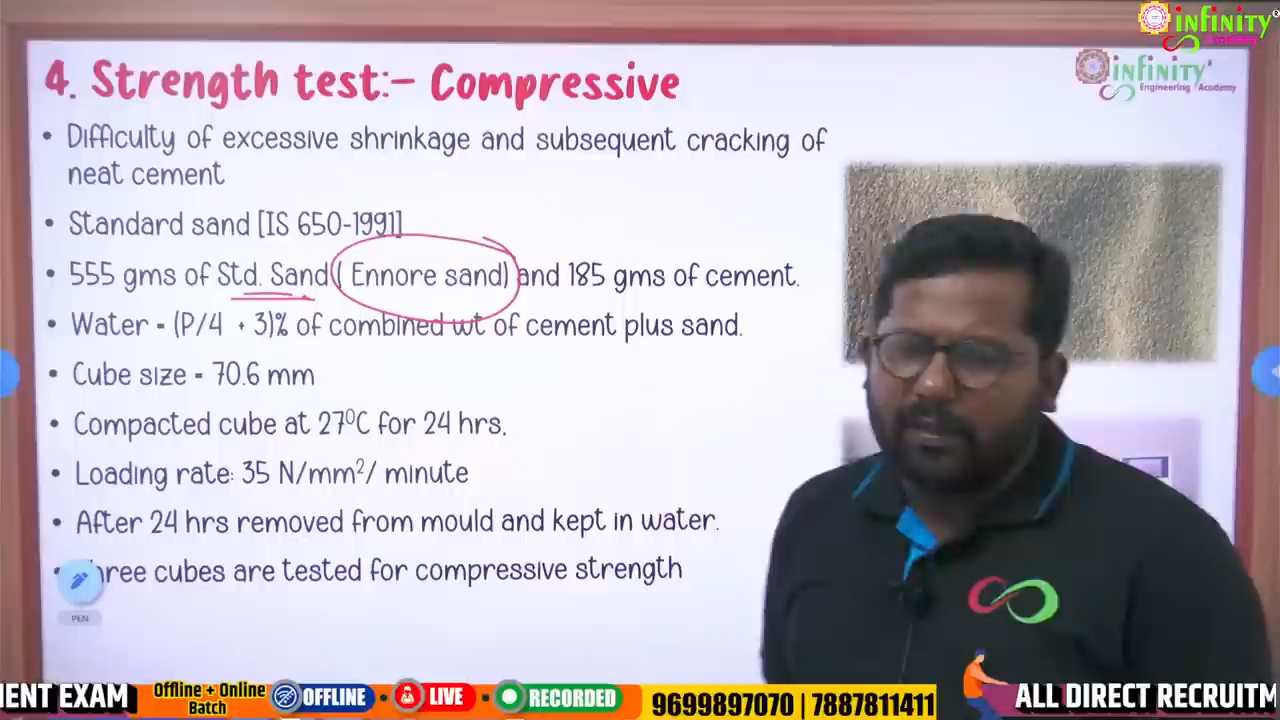 infinity
Academy
infinity
Engineering Academy
4. Strength test:- Compressive
• Difficulty of excessive shrinkage and subsequent cracking of
neat cement
• Standard sand [IS 650-1991]
• 555 gms of Std. Sand ( Ennore sand) and 185 gms of cement.
• Water = (P/4 + 3)% of combined wt of cement plus sand.
• Cube size = 70.6 mm
• Compacted cube at 27⁰C for 24 hrs.
• Loading rate: 35 N/mm²/ minute
• After 24 hrs removed from mould and kept in water.
• hree cubes are tested for compressive strength
PEN
MENT EXAM
Offline + Online
Batch
OFFLINE
LIVE
RECORDED
9699897070 | 7887811411
ALL DIRECT RECRUITM